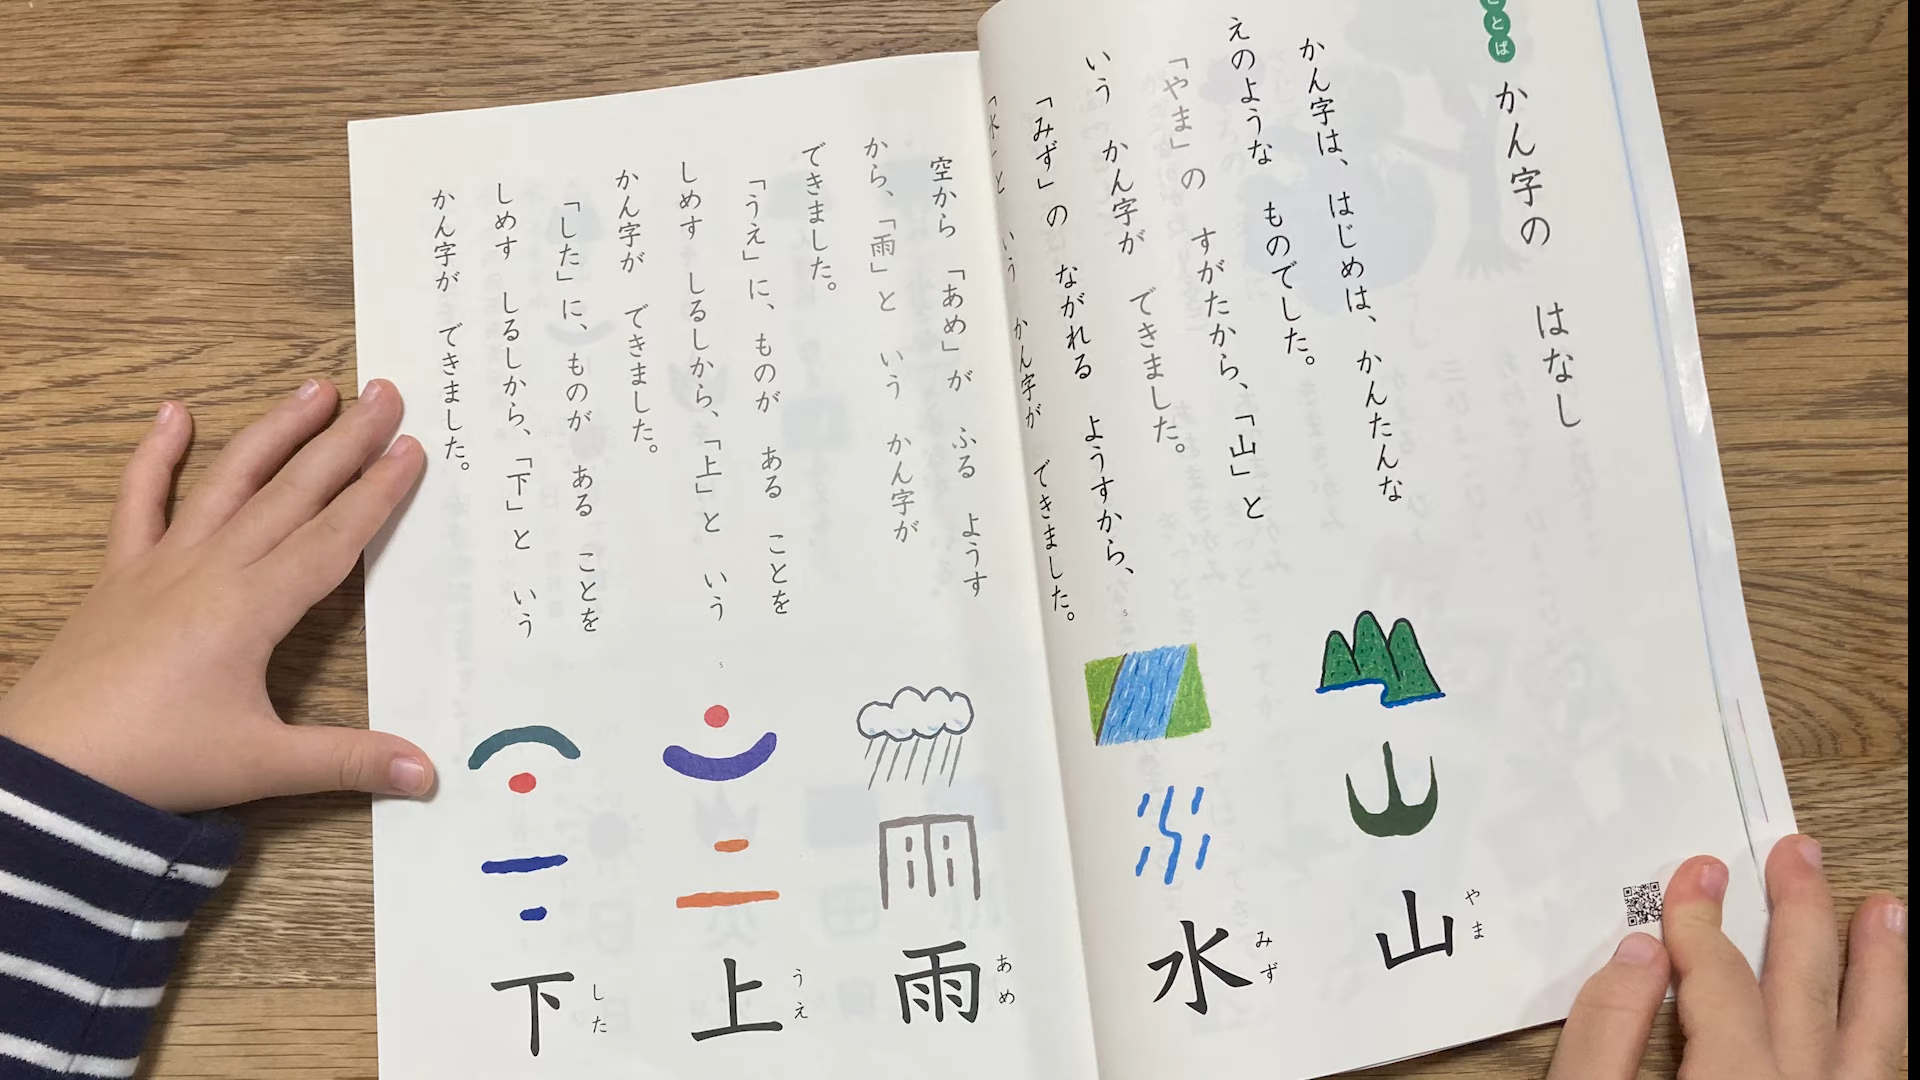 ことば
かん字の　はなし
かん字は、はじめは、かんたんな
えのような　ものでした。
「やま」の　すがたから、「山」と
いう　かん字が　できました。
「みず」の　ながれる　ようすから、
「水」と　いう　かん字が　できました。
5
やま
山
みず
水
空から　「あめ」が　ふる　ようす
から、「雨」と　いう　かん字が
できました。
「うえ」に、ものが　ある　ことを
しめす　しるしから、「上」と　いう
かん字が　できました。
「した」に、ものが　ある　ことを
しめす　しるしから、「下」と　いう
かん字が　できました。
5
あめ
雨
うえ
上
した
下